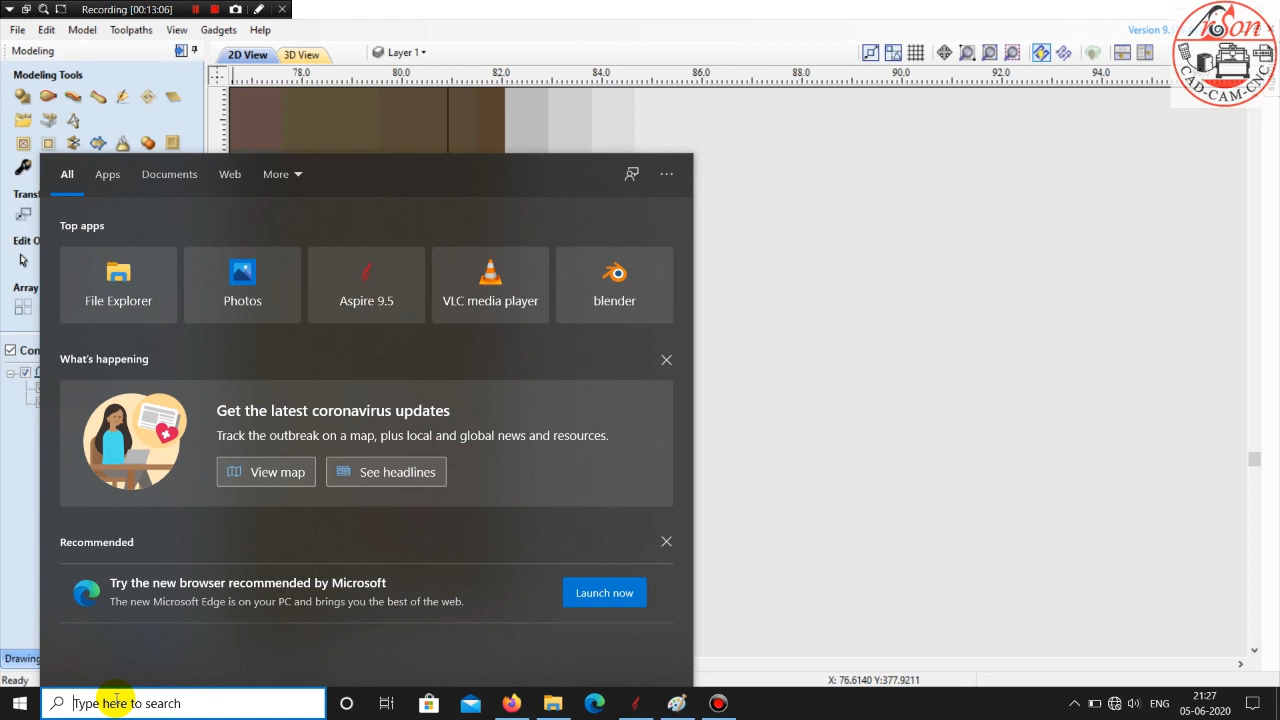 Recording [00:13:06]
File Edit Model Toolpaths View Gadgets Help
Version 9.
Modeling
2D View 3D View Layer 1
78.0 80.0 82.0 84.0 86.0 88.0 90.0 92.0 94.0
CAD-CAM-CNC
Modeling Tools
Transf
Edit O
Array
Com
All Apps Documents Web More
Top apps
File Explorer Photos Aspire 9.5 VLC media player blender
What's happening
Get the latest coronavirus updates
Track the outbreak on a map, plus local and global news and resources.
View map See headlines
Recommended
Try the new browser recommended by Microsoft
The new Microsoft Edge is on your PC and brings you the best of the web.
Launch now
Drawing
Ready
X: 76.6140 Y:377.9211
Type here to search
ENG
21:27
05-06-2020